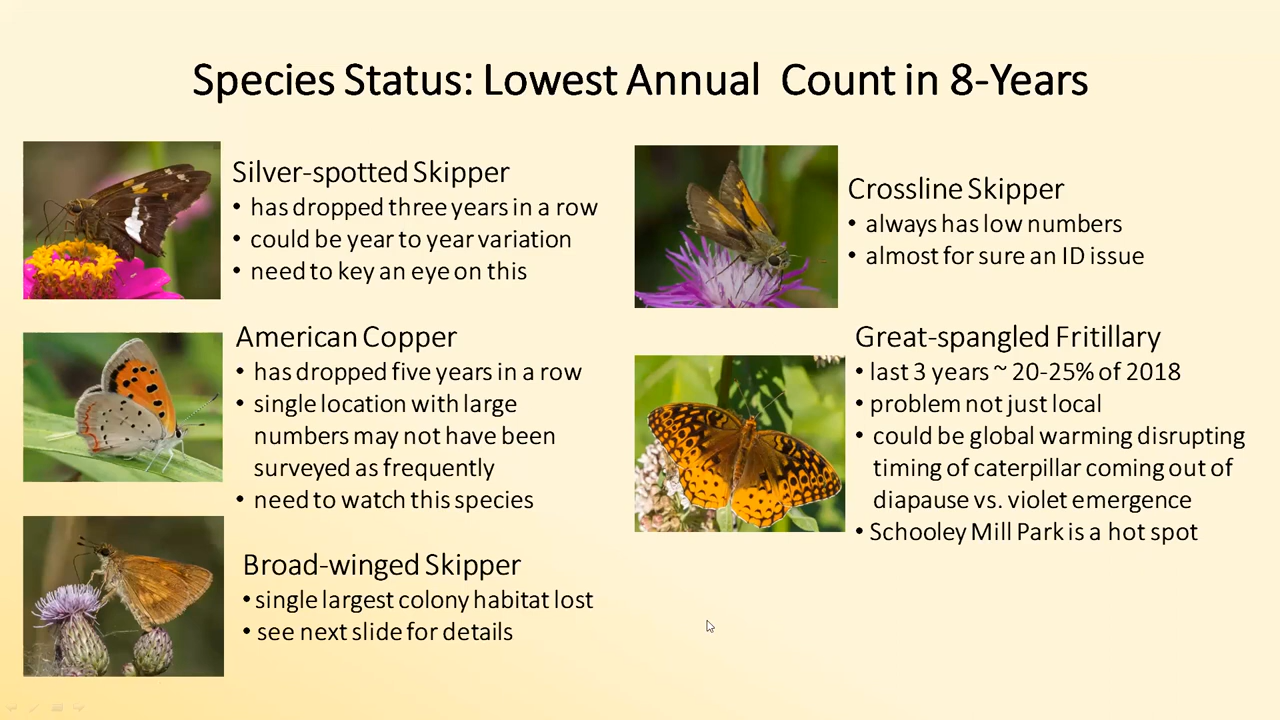 Species Status: Lowest Annual Count in 8-Years
Silver-spotted Skipper
• has dropped three years in a row
• could be year to year variation
• need to key an eye on this
American Copper
• has dropped five years in a row
• single location with large
numbers may not have been
surveyed as frequently
• need to watch this species
Broad-winged Skipper
• single largest colony habitat lost
• see next slide for details
Crossline Skipper
• always has low numbers
• almost for sure an ID issue
Great-spangled Fritillary
• last 3 years ~ 20-25% of 2018
• problem not just local
• could be global warming disrupting
timing of caterpillar coming out of
diapause vs. violet emergence
• Schooley Mill Park is a hot spot